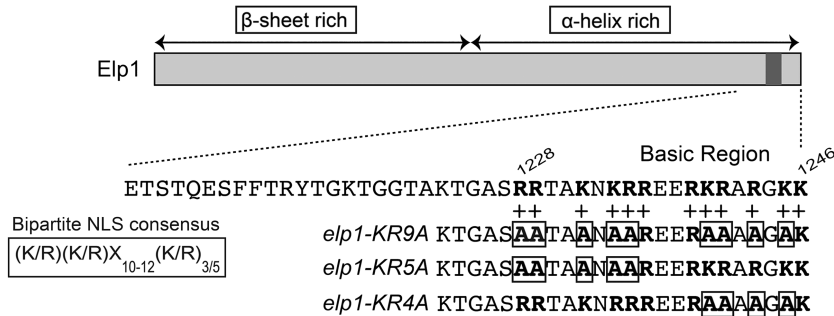 β-sheet rich α-helix rich
Elp1
1228 Basic Region 1246
ETSTQESFFTRYTGKTGGTAKTGASRRTAKNKRREERKRARGKK
++ + +++ +++ + ++
Bipartite NLS consensus
(K/R)(K/R)X10-12(K/R)3/5
elp1-KR9A KTGASAATAANAAREERAAAAGAK
elp1-KR5A KTGASAATAANAAREERKRARGKK
elp1-KR4A KTGASRRTAKNRRREERAAAAGAK